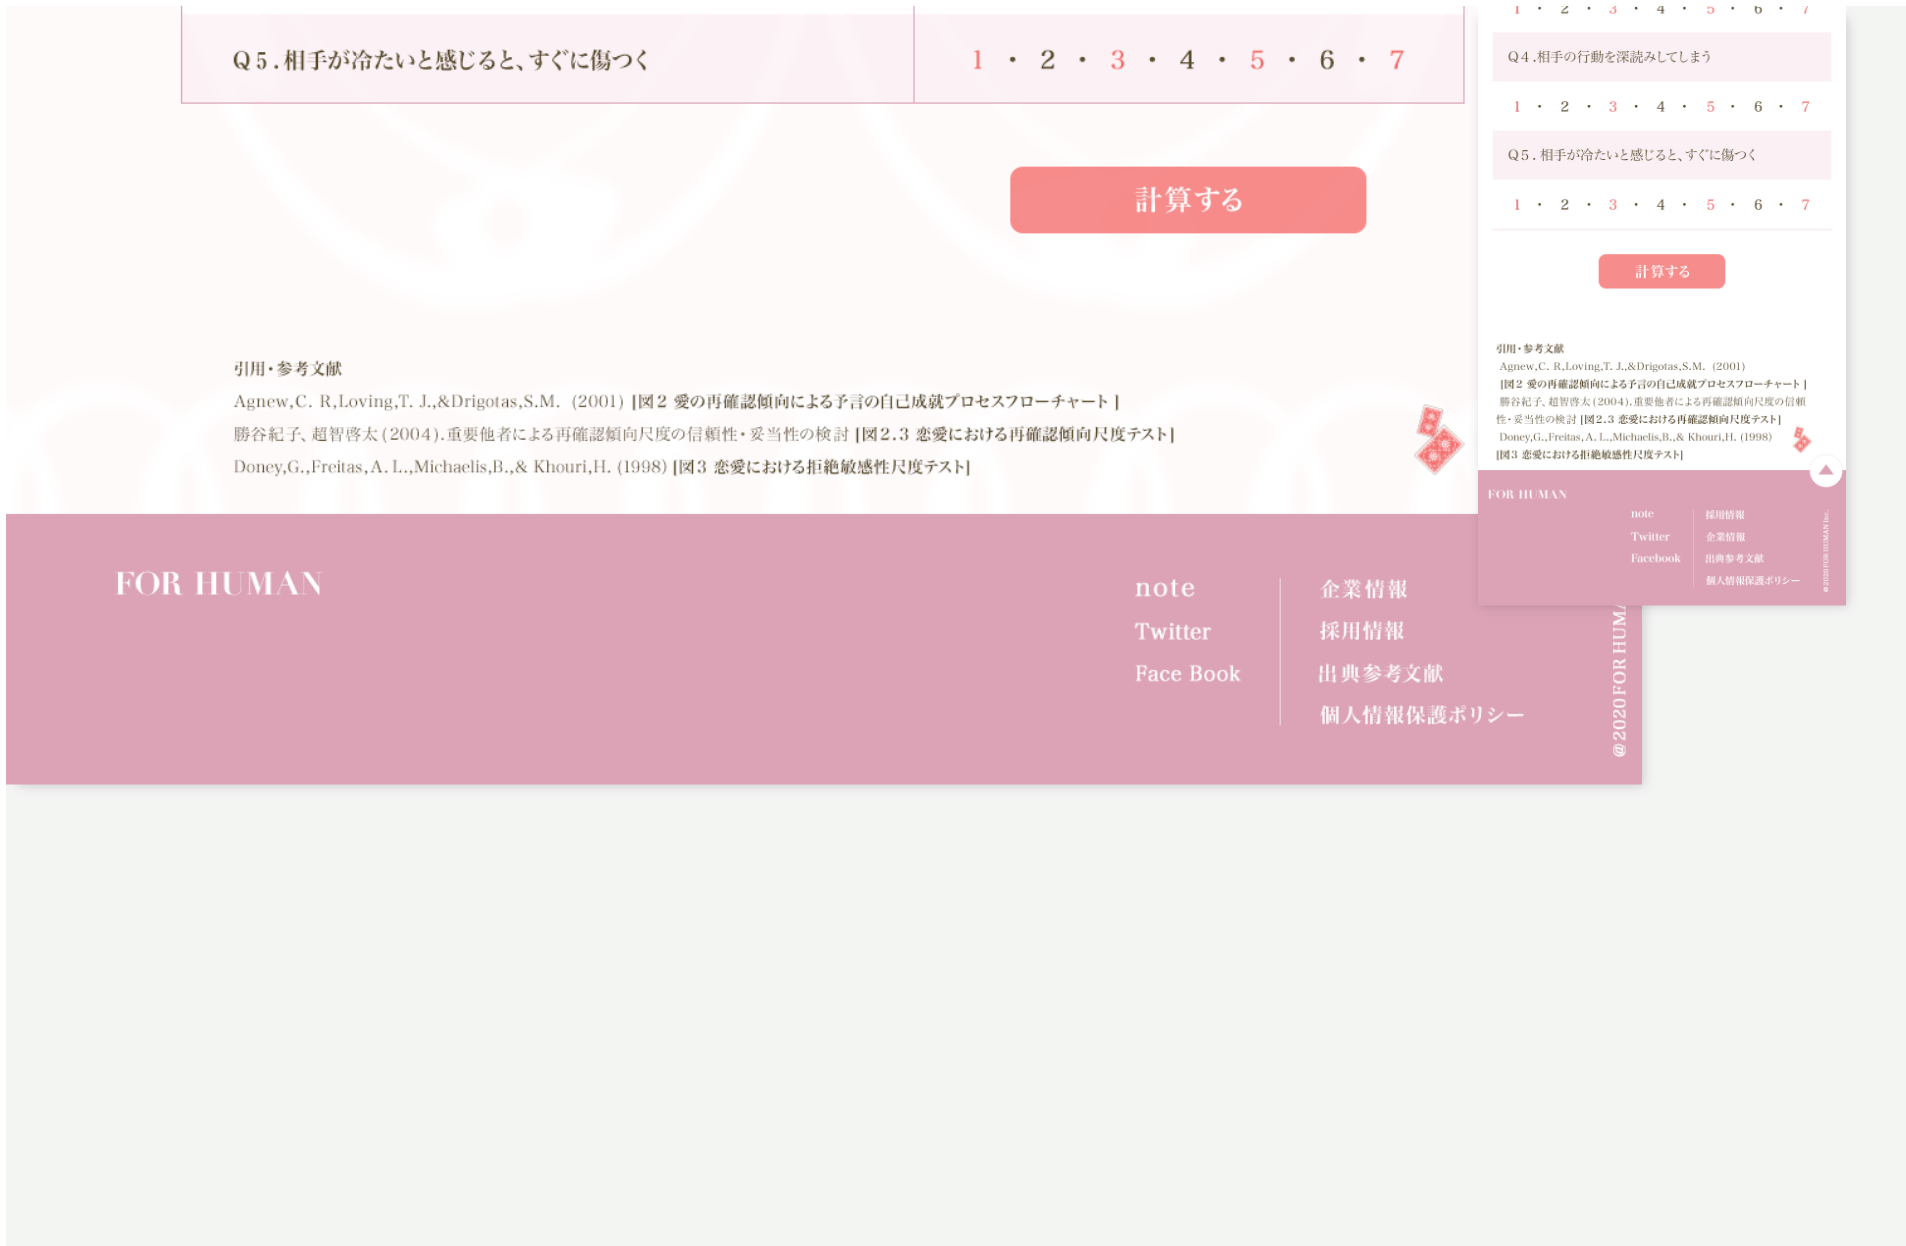 Q5.相手が冷たいと感じると、すぐに傷つく
1 ・ 2 ・ 3 ・ 4 ・ 5 ・ 6 ・ 7
計算する
引用・参考文献
Agnew,C. R,Loving,T. J.,&Drigotas,S.M. (2001) [図2 愛の再確認傾向による予言の自己成就プロセスフローチャート ]
勝谷紀子、超智啓太(2004).重要他者による再確認傾向尺度の信頼性・妥当性の検討 [図2.3 恋愛における再確認傾向尺度テスト]
Doney,G.,Freitas,A. L.,Michaelis,B.,& Khouri,H. (1998) [図3 恋愛における拒絶敏感性尺度テスト]
FOR HUMAN
note
Twitter
Face Book
企業情報
採用情報
出典参考文献
個人情報保護ポリシー
@2020 FOR HUMA
1 ・ 2 ・ 3 ・ 4 ・ 5 ・ 6 ・ 7
Q4.相手の行動を深読みしてしまう
1 ・ 2 ・ 3 ・ 4 ・ 5 ・ 6 ・ 7
Q5. 相手が冷たいと感じると、すぐに傷つく
1 ・ 2 ・ 3 ・ 4 ・ 5 ・ 6 ・ 7
計算する
引用・参考文献
Agnew,C. R,Loving,T. J.,&Drigotas,S.M. (2001)
[図2 愛の再確認傾向による予言の自己成就プロセスフローチャート ]
勝谷紀子、超智啓太(2004).重要他者による再確認傾向尺度の信頼
性・妥当性の検討 [図2.3 恋愛における再確認傾向尺度テスト]
Doney,G.,Freitas,A. L.,Michaelis,B.,& Khouri,H. (1998)
[図3 恋愛における拒絶敏感性尺度テスト]
FOR HUMAN
note
Twitter
Facebook
採用情報
企業情報
出典参考文献
個人情報保護ポリシー
@2020 FOR HUMAN Inc.